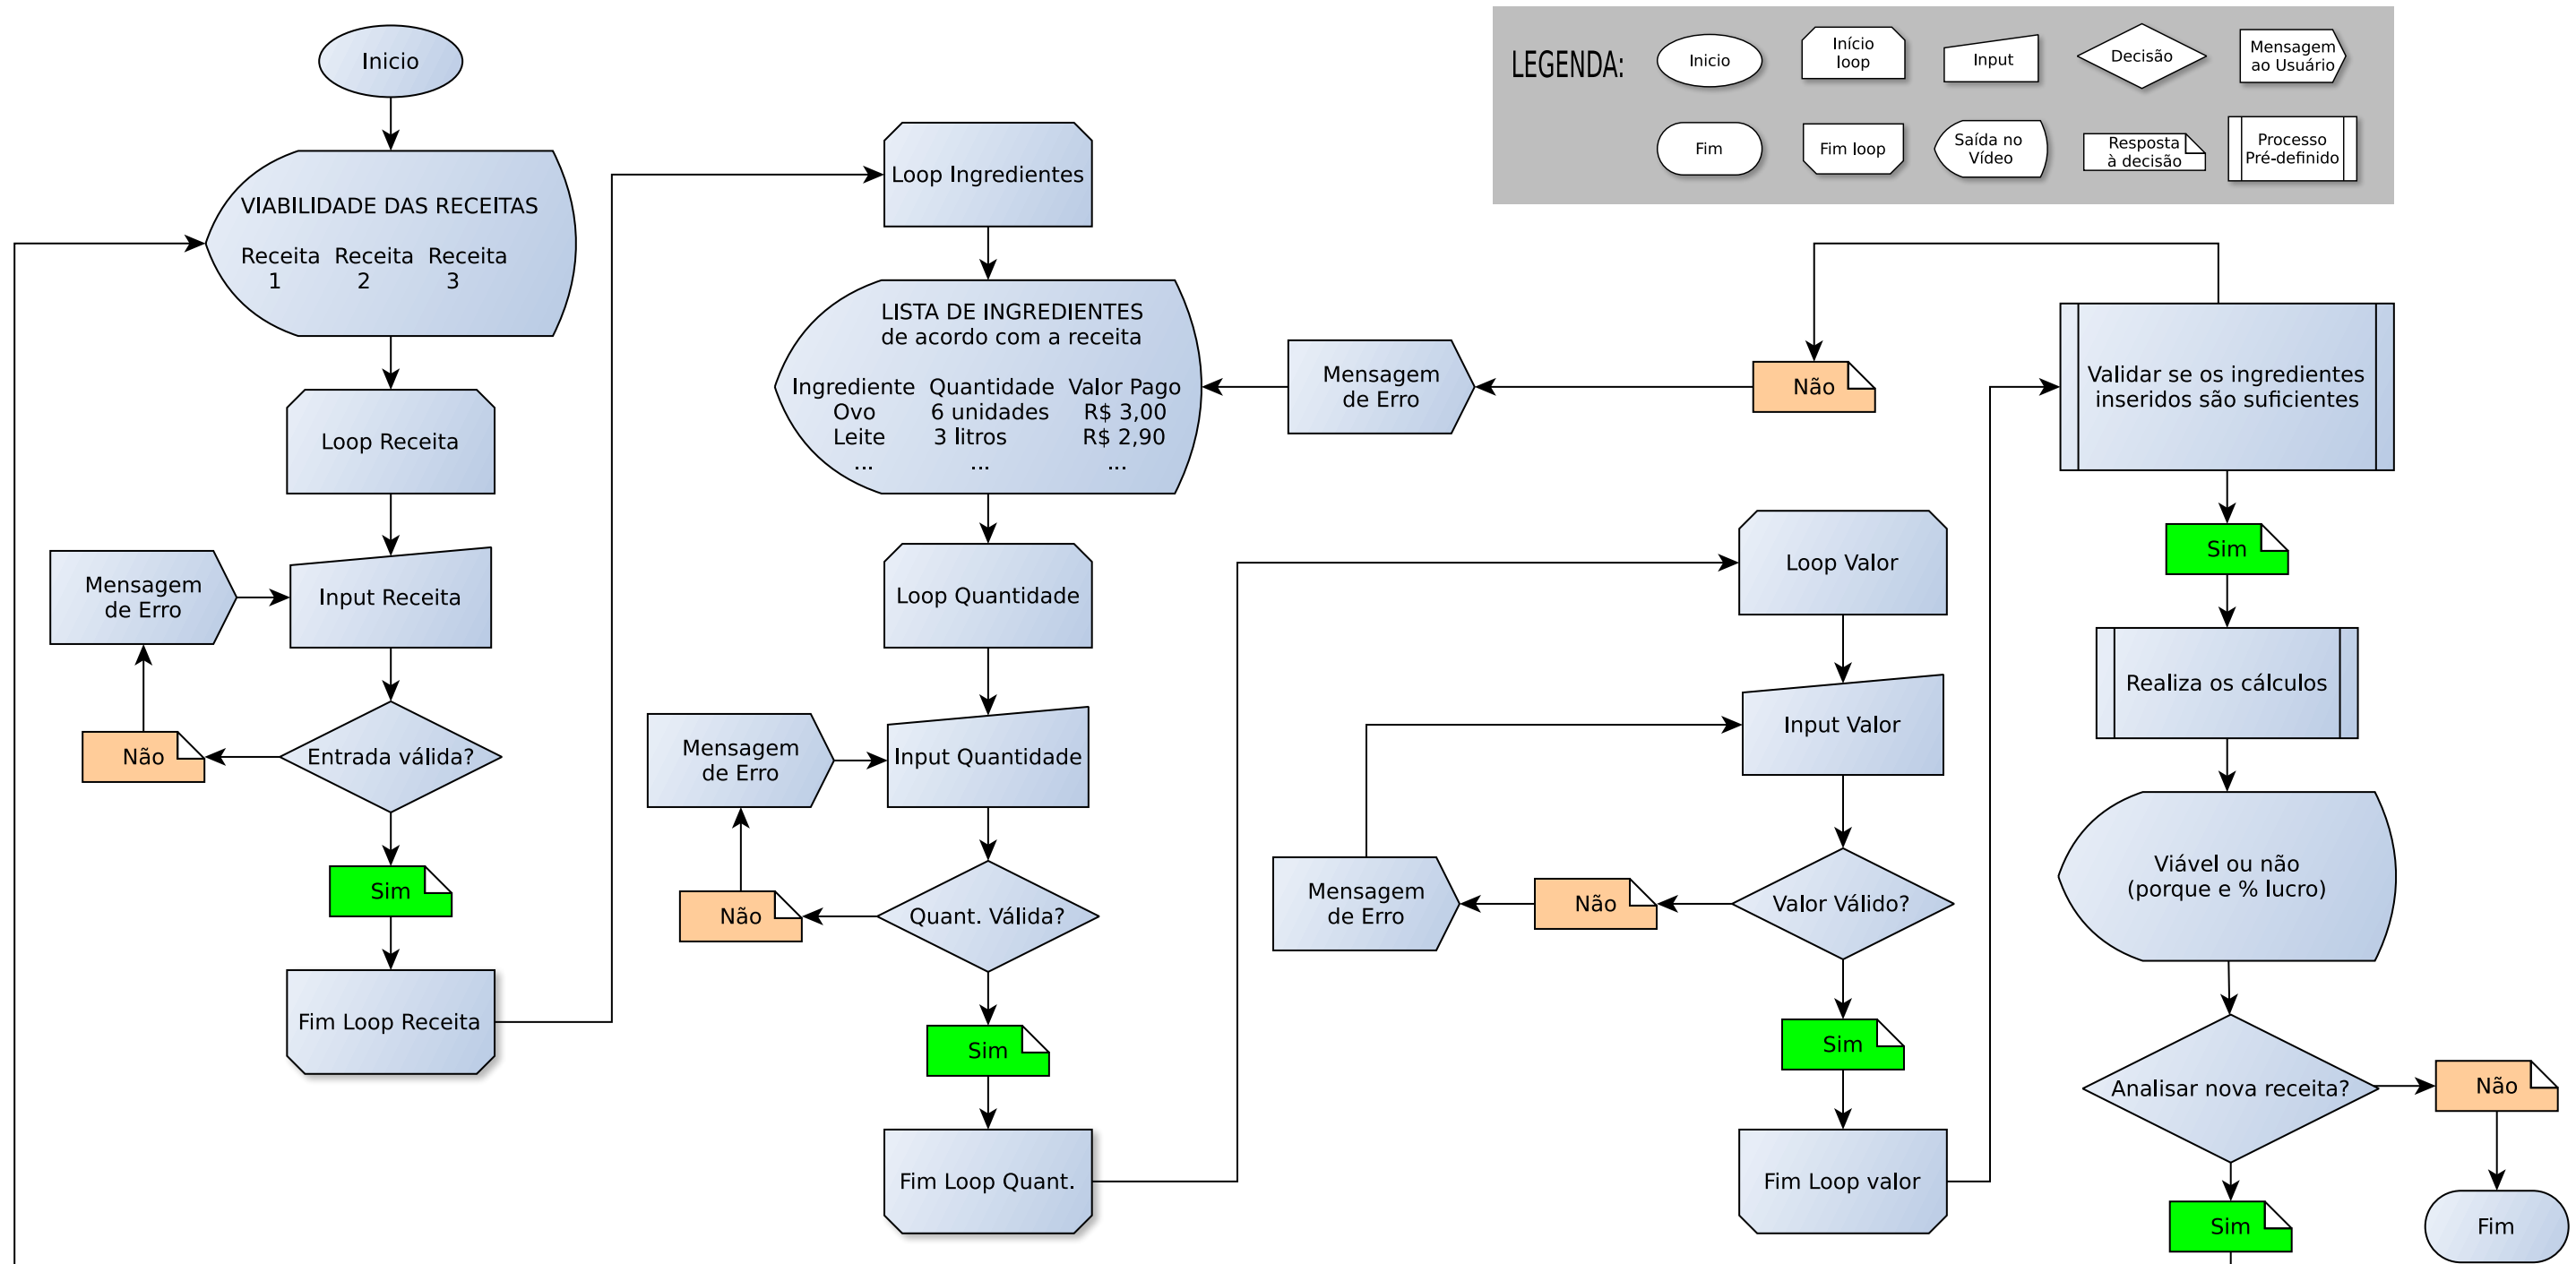 Inicio
VIABILIDADE DAS RECEITAS
Receita Receita Receita
1 2 3
Loop Receita
Mensagem
de Erro
Input Receita
Não
Entrada válida?
Sim
Fim Loop Receita
Loop Ingredientes
LISTA DE INGREDIENTES
de acordo com a receita
Ingrediente Quantidade Valor Pago
Ovo 6 unidades R$ 3,00
Leite 3 litros R$ 2,90
... ... ...
Loop Quantidade
Mensagem
de Erro
Input Quantidade
Não
Quant. Válida?
Sim
Fim Loop Quant.
Mensagem
de Erro
Não
Loop Valor
Input Valor
Mensagem
de Erro
Não
Valor Válido?
Sim
Fim Loop valor
LEGENDA:
Inicio
Início
loop
Input
Decisão
Mensagem
ao Usuário
Fim
Fim loop
Saída no
Vídeo
Resposta
à decisão
Processo
Pré-definido
Validar se os ingredientes
inseridos são suficientes
Sim
Realiza os cálculos
Viável ou não
(porque e % lucro)
Analisar nova receita?
Não
Sim
Fim